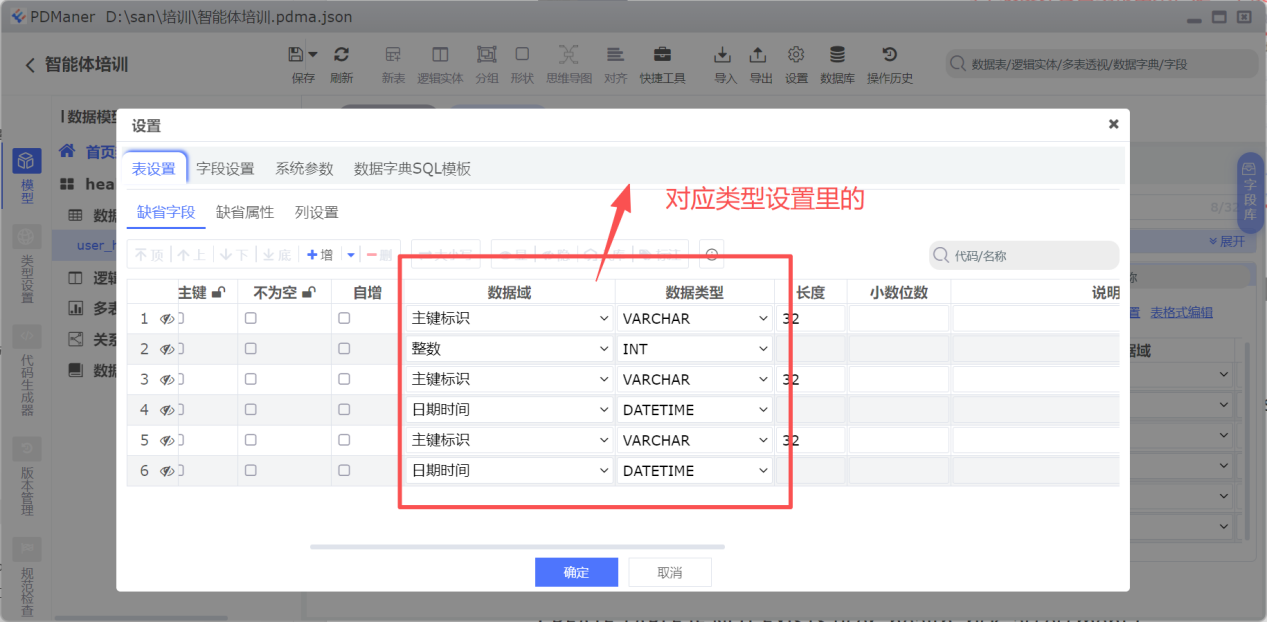 PDManer D:\san\培训\智能体培训.pdma.json
智能体培训
保存 刷新 新表 逻辑实体 分组 形状 思维导图 对齐 快捷工具 导入 导出 设置 数据库 操作历史
数据表/逻辑实体/多表透视/数据字典/字段
数据模型
首页
模型
数据
user_h
逻辑
多表
关系
数据
类型设置
代码生成器
版本管理
规范检查
字段库
8/32
展开
表格式编辑
设置
表设置 字段设置 系统参数 数据字典SQL模板
对应类型设置里的
缺省字段 缺省属性 列设置
不顶 上 下 底 增 删
代码/名称
主键 不为空 自增 数据域 数据类型 长度 小数位数 说明
1 主键标识 VARCHAR 32
2 整数 INT
3 主键标识 VARCHAR 32
4 日期时间 DATETIME
5 主键标识 VARCHAR 32
6 日期时间 DATETIME
确定 取消